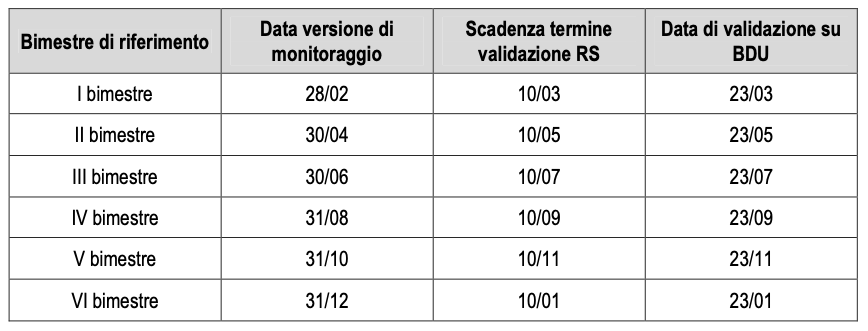 Bimestre di riferimento
Data versione di
monitoraggio
Scadenza termine
validazione RS
Data di validazione su
BDU
I bimestre 28/02 10/03 23/03
II bimestre 30/04 10/05 23/05
III bimestre 30/06 10/07 23/07
IV bimestre 31/08 10/09 23/09
V bimestre 31/10 10/11 23/11
VI bimestre 31/12 10/01 23/01